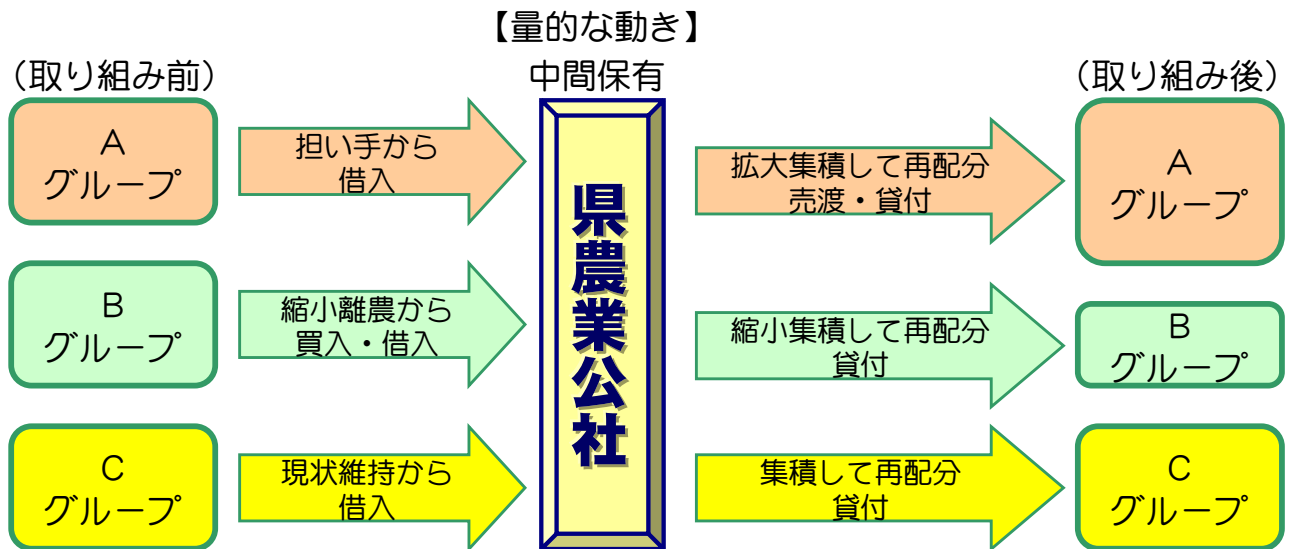 【量的な動き】
（取り組み前）
中間保有
（取り組み後）
A
グループ
担い手から
借入
拡大集積して再配分
売渡・貸付
A
グループ
県農業公社
B
グループ
縮小離農から
買入・借入
縮小集積して再配分
貸付
B
グループ
C
グループ
現状維持から
借入
集積して再配分
貸付
C
グループ